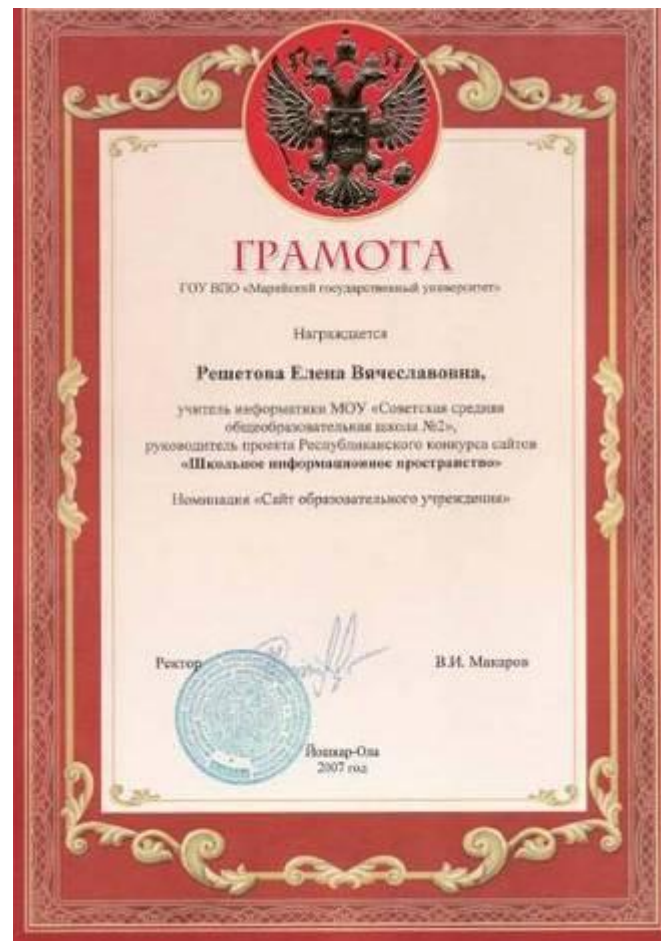 ГРАМОТА
ГОУ ВПО «Марийский государственный университет»
Награждается
Решетова Елена Вячеславовна,
учитель информатики МОУ «Советская средняя
общеобразовательная школа №2»,
руководитель проекта Республиканского конкурса сайтов
«Школьное информационное пространство»
Номинация «Сайт образовательного учреждения»
Ректор
В.И. Макаров
Йошкар-Ола
2007 год